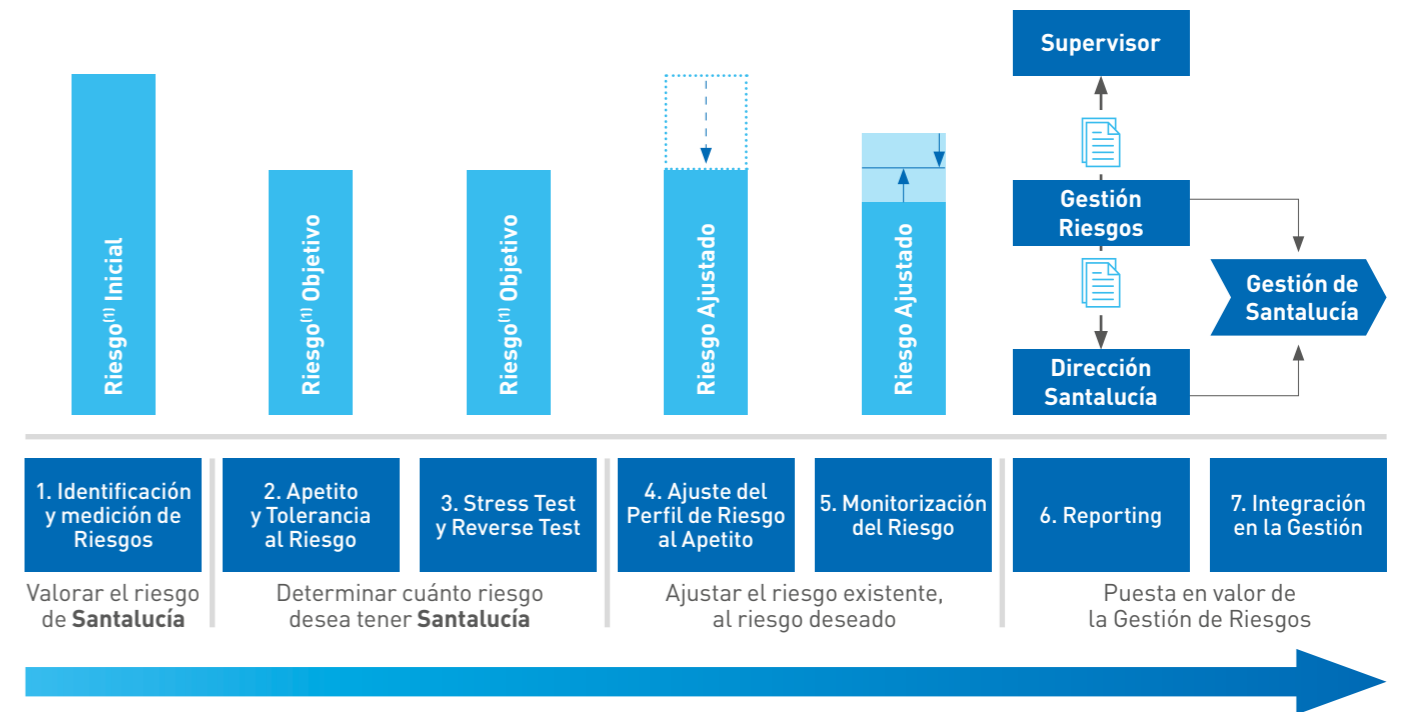 Riesgo(1) Inicial
Riesgo(1) Objetivo
Riesgo(1) Objetivo
Riesgo Ajustado
Riesgo Ajustado
Supervisor
Gestión
Riesgos
Dirección
Santalucía
Gestión de
Santalucía
1. Identificación
y medición de
Riesgos
2. Apetito
y Tolerancia
al Riesgo
3. Stress Test
y Reverse Test
4. Ajuste del
Perfil de Riesgo
al Apetito
5. Monitorización
del Riesgo
6. Reporting
7. Integración
en la Gestión
Valorar el riesgo
de Santalucía
Determinar cuánto riesgo
desea tener Santalucía
Ajustar el riesgo existente,
al riesgo deseado
Puesta en valor de
la Gestión de Riesgos